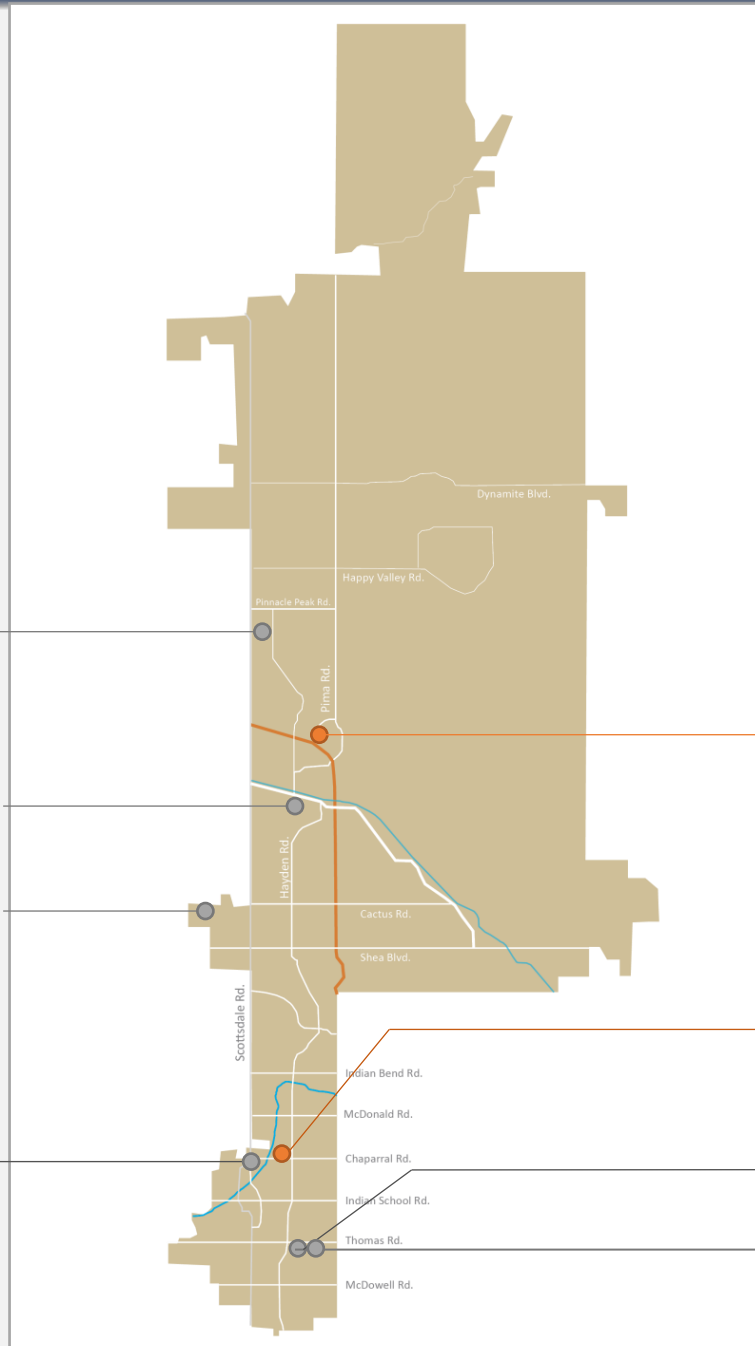 Dynamite Blvd.
Happy Valley Rd.
Pinnacle Peak Rd.
Pima Rd.
Hayden Rd.
Cactus Rd.
Shea Blvd.
Scottsdale Rd.
Indian Bend Rd.
McDonald Rd.
Chaparral Rd.
Indian School Rd.
Thomas Rd.
McDowell Rd.